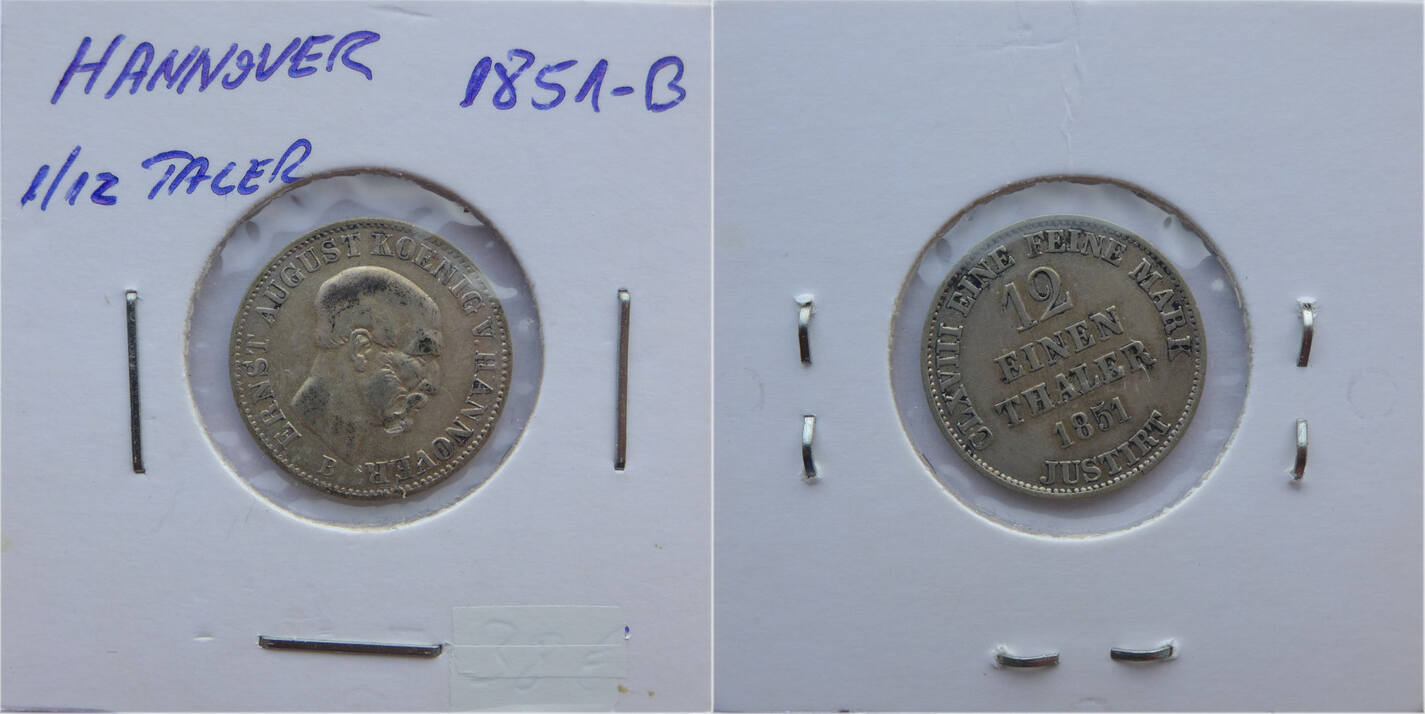 HANNOVER 1851-B
1/12 TALER
ERNST AUGUST KOENIG V. HANNOVER
B
CLXVIII EINE FEINE MARK
12
EINEN
THALER
1851
JUSTIRT